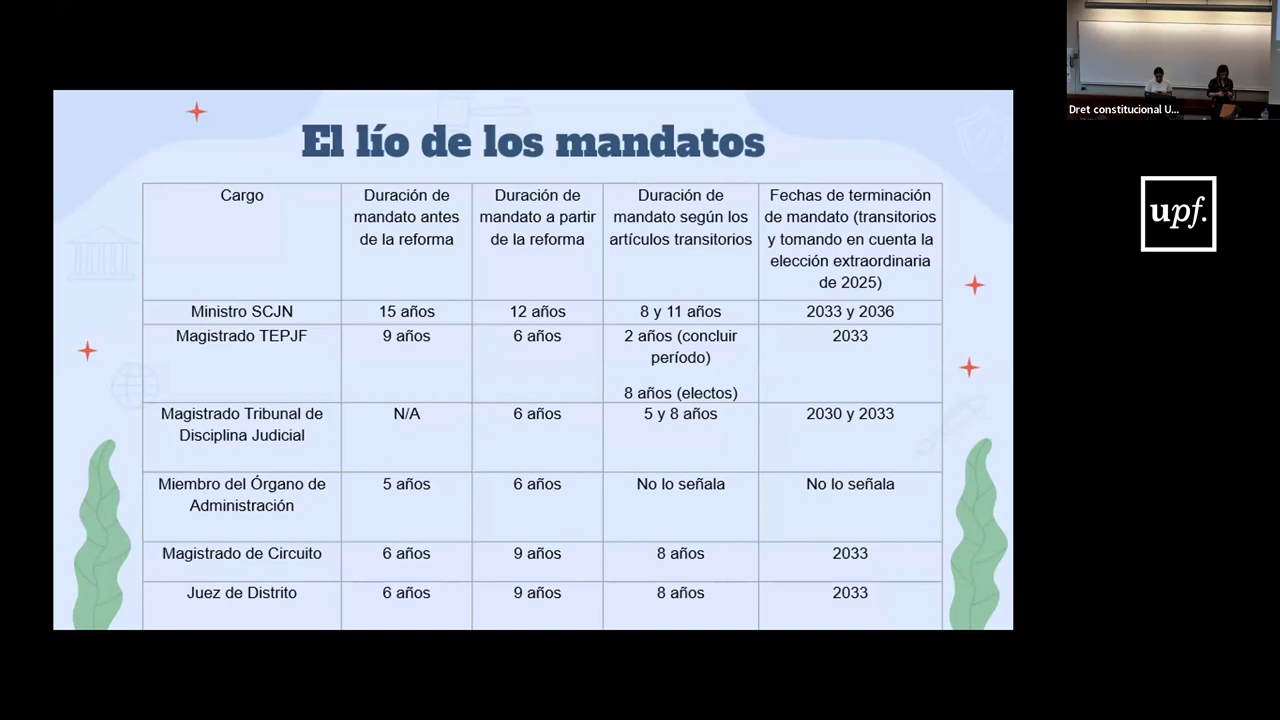 El lío de los mandatos
Cargo
Duración de
mandato antes
de la reforma
Duración de
mandato a partir
de la reforma
Duración de
mandato según los
artículos transitorios
Fechas de terminación
de mandato (transitorios
y tomando en cuenta la
elección extraordinaria
de 2025)
Ministro SCJN
15 años
12 años
8 y 11 años
2033 y 2036
Magistrado TEPJF
9 años
6 años
2 años (concluir
período)
8 años (electos)
2033
Magistrado Tribunal de
Disciplina Judicial
N/A
6 años
5 y 8 años
2030 y 2033
Miembro del Órgano de
Administración
5 años
6 años
No lo señala
No lo señala
Magistrado de Circuito
6 años
9 años
8 años
2033
Juez de Distrito
6 años
9 años
8 años
2033
Dret constitucional U...
upf.